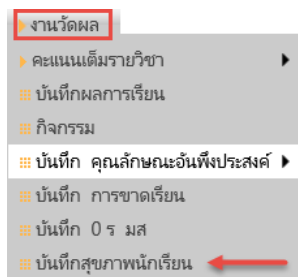 งานวัดผล
คะแนนเต็มรายวิชา
บันทึกผลการเรียน
กิจกรรม
บันทึก คุณลักษณะอันพึงประสงค์
บันทึก การขาดเรียน
บันทึก 0 ร มส
บันทึกสุขภาพนักเรียน